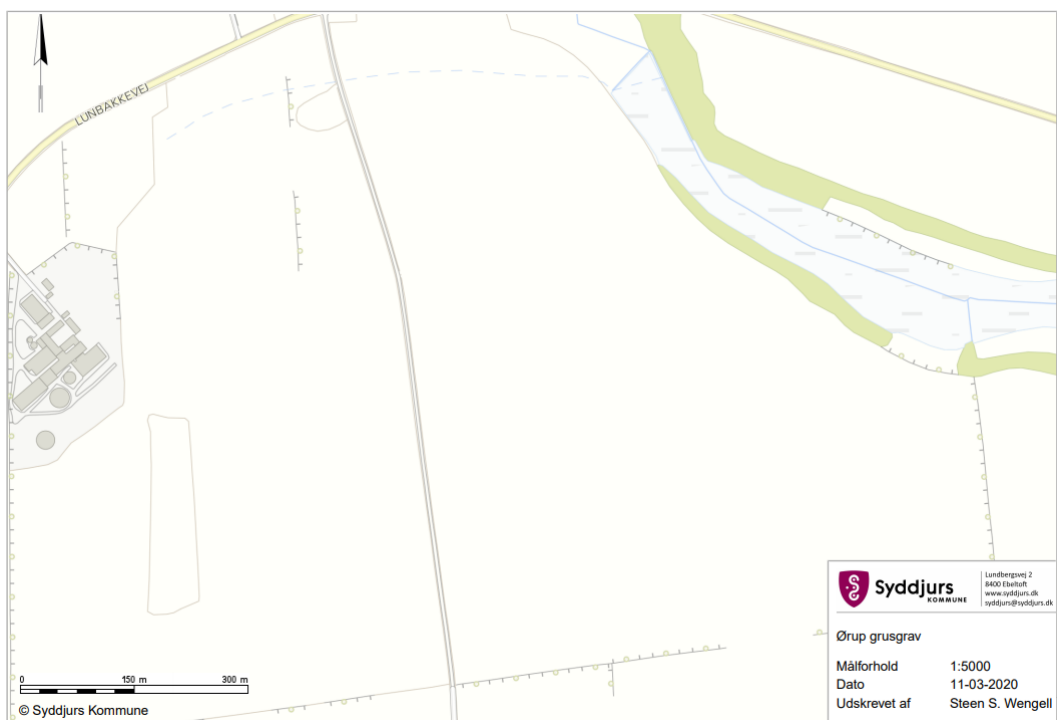 LUNBAKKEVEJ
0 150 m 300 m
© Syddjurs Kommune
Syddjurs
KOMMUNE
Lundbergsvej 2
8400 Ebeltoft
www.syddjurs.dk
syddjurs@syddjurs.dk
Ørup grusgrav
Målforhold 1:5000
Dato 11-03-2020
Udskrevet af Steen S. Wengell